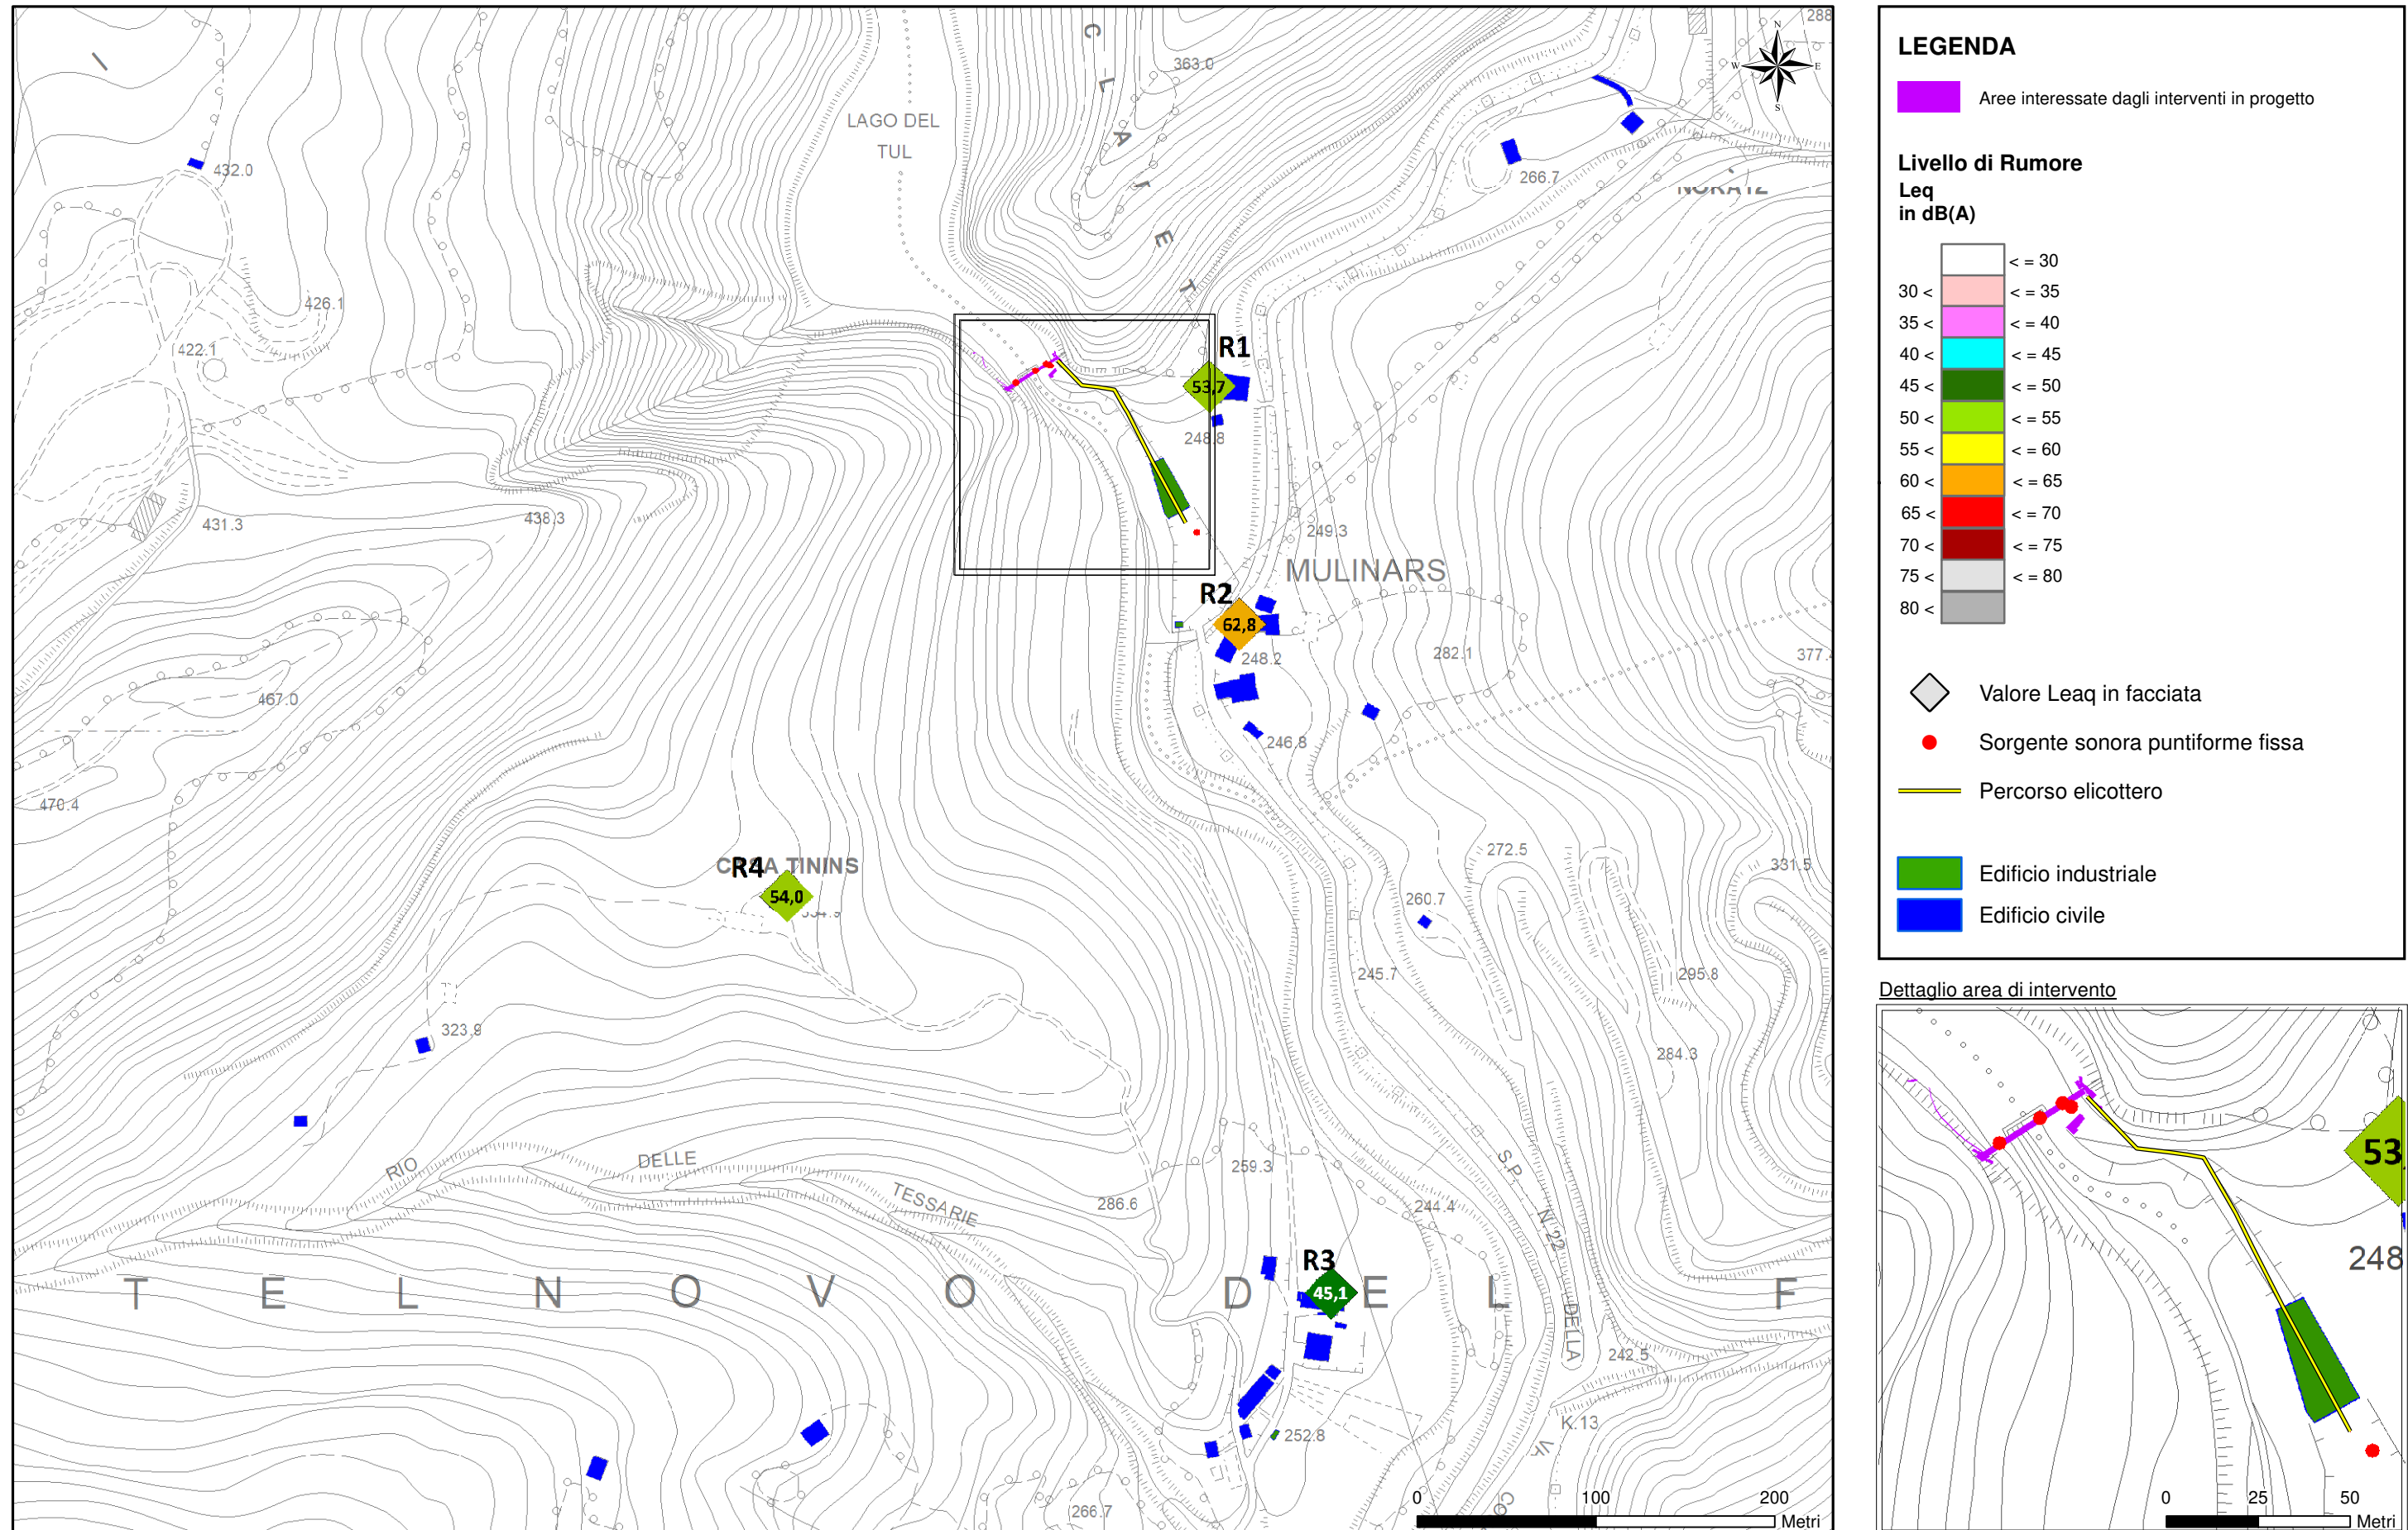 I
432.0
426.1
422.1
431.3
438.3
467.0
470.4
LAGO DEL
TUL
C
L
A
I
E
T
363.0
288
N
W
E
S
266.7
R1
53,7
248.8
249.3
MULINARS
R2
62,8
248.2
282.1
377.
246.8
CASA TININS
R4
54,0
272.5
331.5
260.7
245.7
295.8
323.9
284.3
RIO
DELLE
TESSARIE
286.6
259.3
244.4
S.P.
N.22
DELLA
R3
45,1
T E L N O V O D E L F
242.5
K.13
252.8
266.7
0 100 200
Metri
LEGENDA
Aree interessate dagli interventi in progetto
Livello di Rumore
Leq
in dB(A)
< = 30
30 < < = 35
35 < < = 40
40 < < = 45
45 < < = 50
50 < < = 55
55 < < = 60
60 < < = 65
65 < < = 70
70 < < = 75
75 < < = 80
80 <
Valore Leaq in facciata
Sorgente sonora puntiforme fissa
Percorso elicottero
Edificio industriale
Edificio civile
Dettaglio area di intervento
53
248
0 25 50
Metri